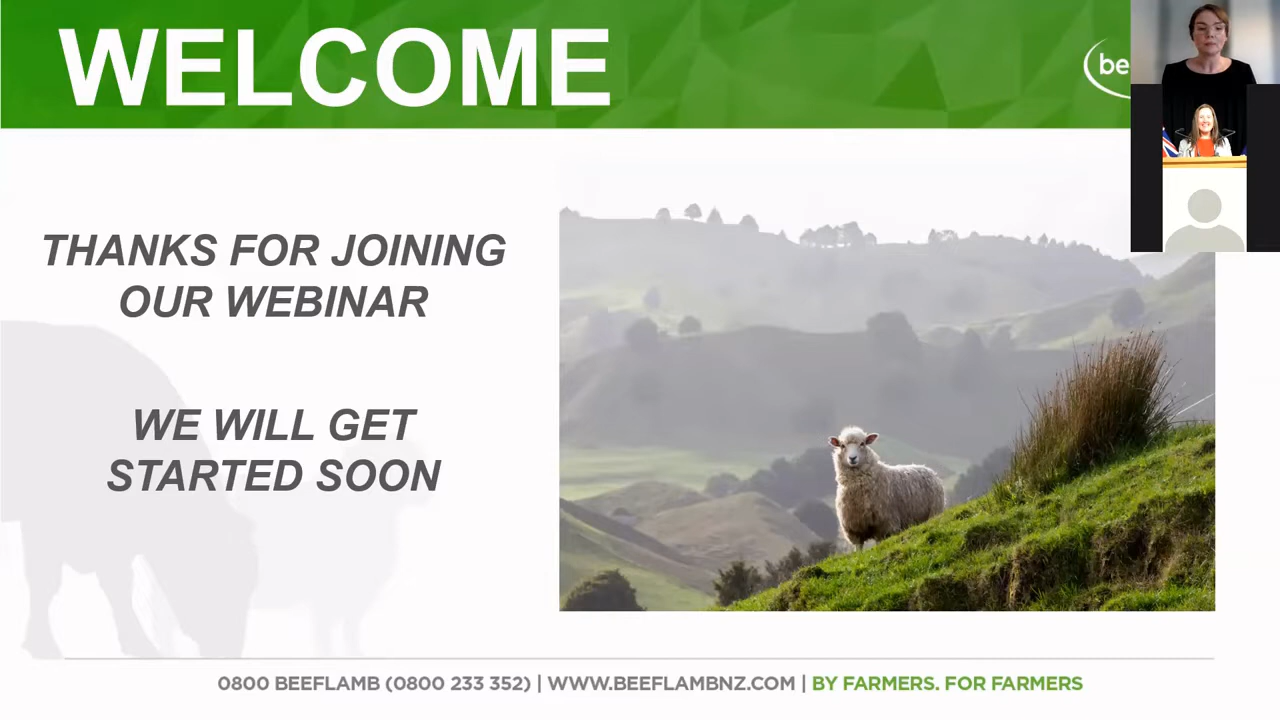 WELCOME
be
THANKS FOR JOINING
OUR WEBINAR
WE WILL GET
STARTED SOON
0800 BEEFLAMB (0800 233 352) | WWW.BEEFLAMBNZ.COM | BY FARMERS. FOR FARMERS